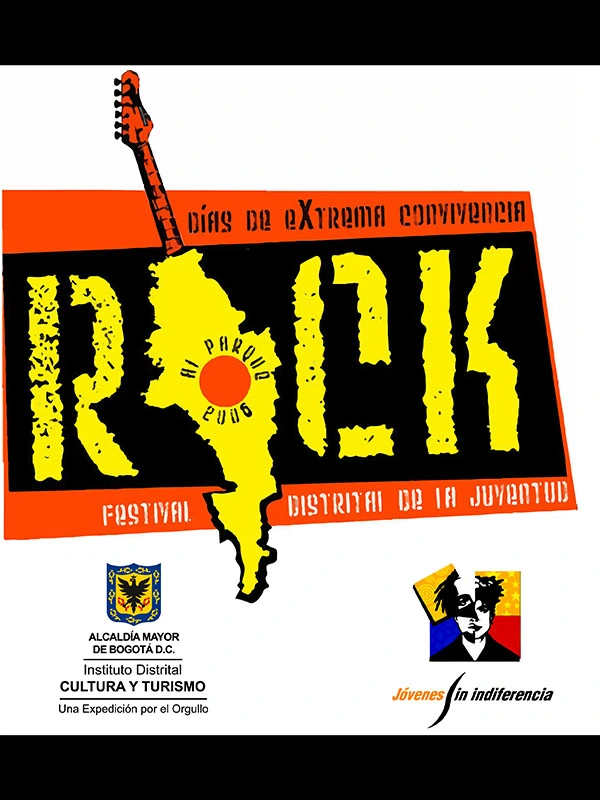 DÍAS DE eXTREMA CONVIVENCIA
ROCK
Al PARQUE
2006
FeSTIVAL DISTRITAl DE lA JUVENTUD
ALCALDÍA MAYOR
DE BOGOTÁ D.C.
Instituto Distrital
CULTURA Y TURISMO
Una Expedición por el Orgullo
Jóvenes Sin indiferencia